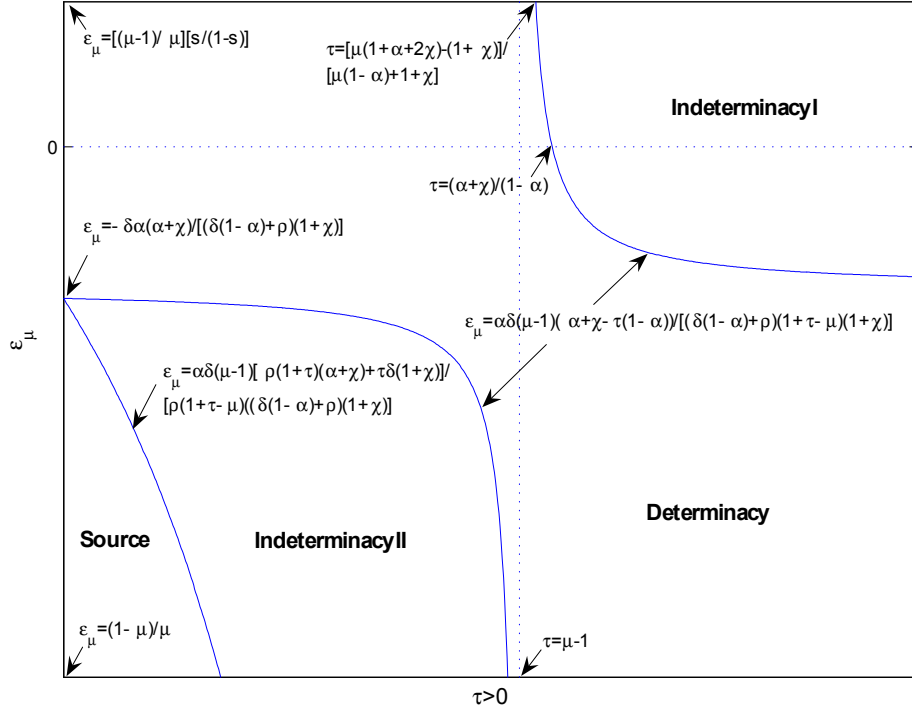 ε_μ=[(μ-1)/ μ][s/(1-s)]
τ=[μ(1+α+2χ)-(1+ χ)]/
[μ(1- α)+1+χ]
Indeterminacy I
0
τ=(α+χ)/(1- α)
ε_μ=- δα(α+χ)/[(δ(1- α)+ρ)(1+χ)]
ε_μ=αδ(μ-1)( α+χ- τ(1- α))/[(δ(1- α)+ρ)(1+τ- μ)(1+χ)]
ε_μ
ε_μ=αδ(μ-1)[ ρ(1+τ)(α+χ)+τδ(1+χ)]/
[ρ(1+τ- μ)((δ(1- α)+ρ)(1+χ)]
Determinacy
Source
Indeterminacy II
ε_μ=(1- μ)/μ
τ=μ-1
τ>0